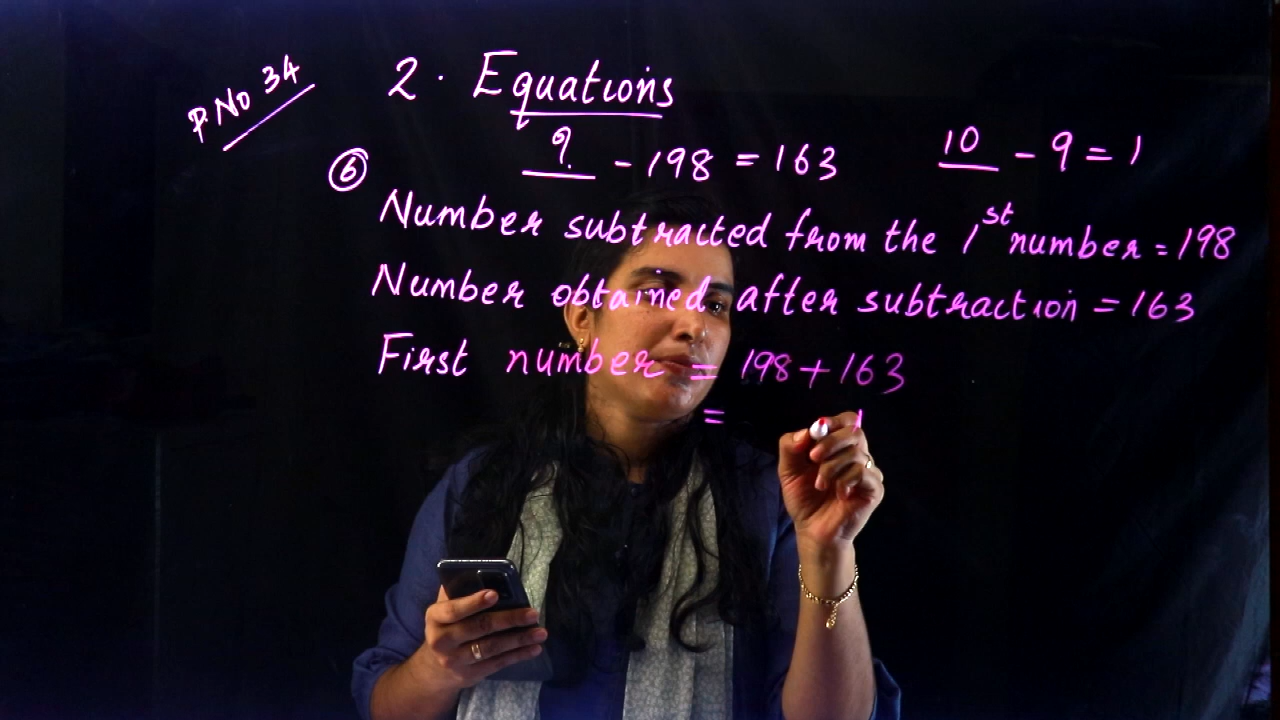 P.No 34
2. Equations
⑥ ? - 198 = 163 10 - 9 = 1
Number subtracted from the 1st number = 198
Number obtained after subtraction = 163
First number = 198 + 163
= 1